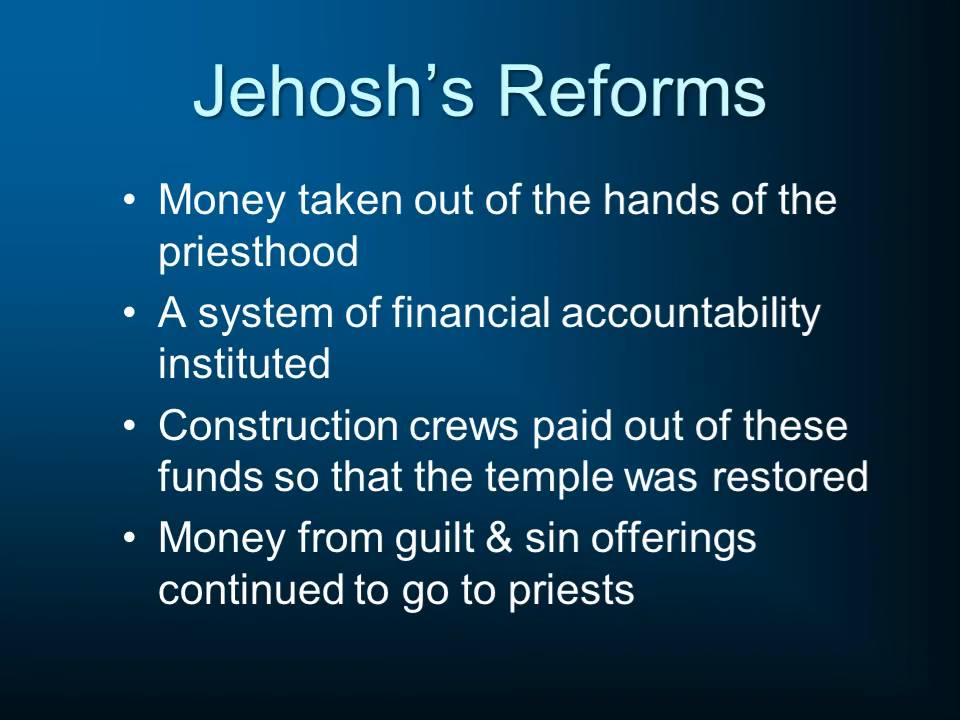 Jehosh’s Reforms
• Money taken out of the hands of the
priesthood
• A system of financial accountability
instituted
• Construction crews paid out of these
funds so that the temple was restored
• Money from guilt & sin offerings
continued to go to priests